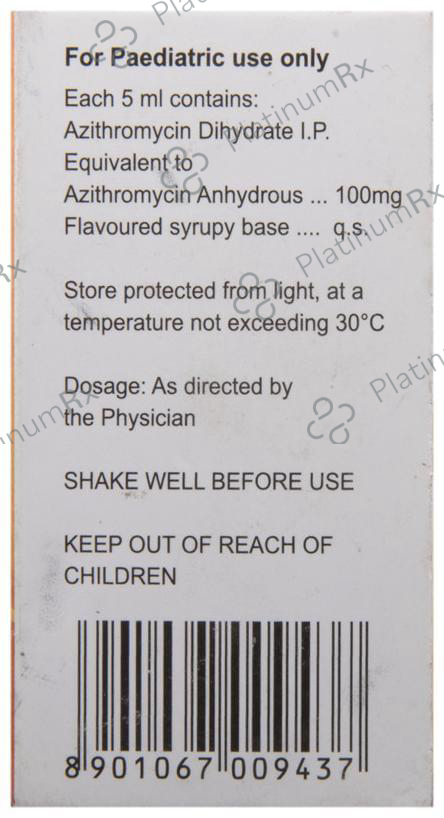 For Paediatric use only
Each 5 ml contains:
Azithromycin Dihydrate I.P.
Equivalent to
Azithromycin Anhydrous ... 100mg
Flavoured syrupy base .... q.s.
Store protected from light, at a
temperature not exceeding 30°C
Dosage: As directed by
the Physician
SHAKE WELL BEFORE USE
KEEP OUT OF REACH OF
CHILDREN
8 901067 009437
PlatinumRx
PlatinumRx